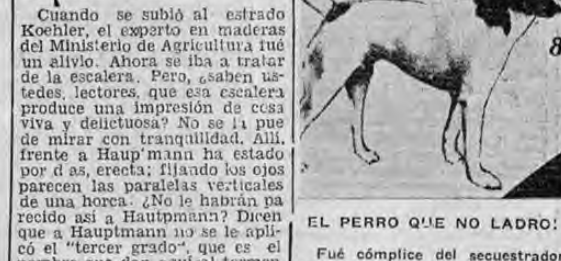 Cuando se subió al estrado
Koehler, el experto en maderas
del Ministerio de Agricultura fué
un alivio. Ahora se iba a tratar
de la escalera. Pero, ¿saben us-
tedes, lectores, que esa escalera
produce una impresión de cosa
viva y delictuosa? No se la pue
de mirar con tranquilidad. Allí,
frente a Haup'mann ha estado
por d as, erecta; fijando los ojos
parecen las paralelas verticales
de una horca. ¿No le habrán pa
recido así a Hautpmann? Dicen
que a Hauptmann no se le apli-
có el "tercer grado", que es el
8
EL PERRO QUE NO LADRO:
Fué cómplice del secuestrador